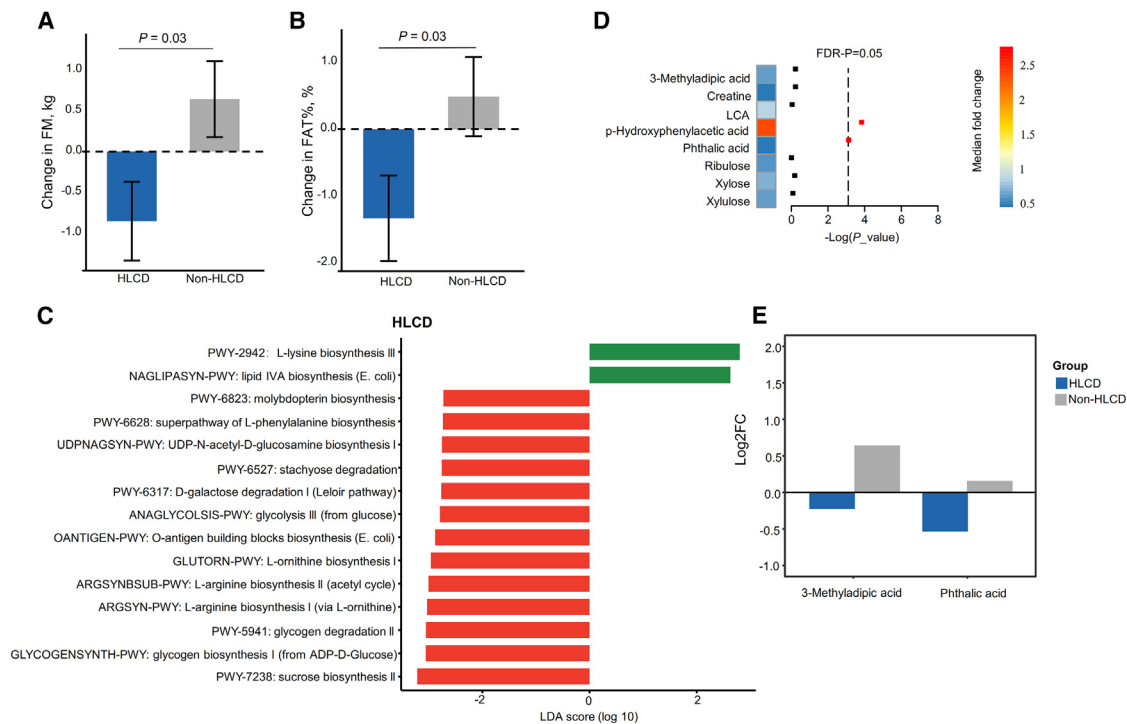 A
P = 0.03
Change in FM, kg
1.0
0.5
0.0
-0.5
-1.0
HLCD
Non-HLCD
B
P = 0.03
Change in FAT%, %
1.0
0.0
-1.0
-2.0
HLCD
Non-HLCD
D
FDR-P=0.05
3-Methyladipic acid
Creatine
LCA
p-Hydroxyphenylacetic acid
Phthalic acid
Ribulose
Xylose
Xylulose
0
2
4
6
8
-Log(P_value)
Median fold change
2.5
2.0
1.5
1.0
0.5
C
HLCD
PWY-2942: L-lysine biosynthesis III
NAGLIPASYN-PWY: lipid IVA biosynthesis (E. coli)
PWY-6823: molybdopterin biosynthesis
PWY-6628: superpathway of L-phenylalanine biosynthesis
UDPNAGSYN-PWY: UDP-N-acetyl-D-glucosamine biosynthesis I
PWY-6527: stachyose degradation
PWY-6317: D-galactose degradation I (Leloir pathway)
ANAGLYCOLSIS-PWY: glycolysis III (from glucose)
OANTIGEN-PWY: O-antigen building blocks biosynthesis (E. coli)
GLUTORN-PWY: L-ornithine biosynthesis I
ARGSYNBSUB-PWY: L-arginine biosynthesis II (acetyl cycle)
ARGSYN-PWY: L-arginine biosynthesis I (via L-ornithine)
PWY-5941: glycogen degradation II
GLYCOGENSYNTH-PWY: glycogen biosynthesis I (from ADP-D-Glucose)
PWY-7238: sucrose biosynthesis II
-2
0
2
LDA score (log 10)
E
Log2FC
2.0
1.5
1.0
0.5
0.0
-0.5
-1.0
3-Methyladipic acid
Phthalic acid
Group
HLCD
Non-HLCD